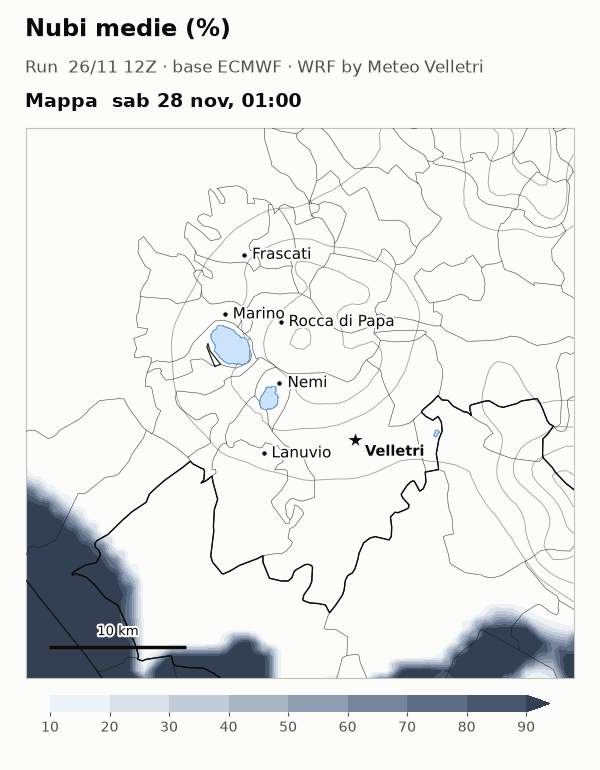 Nubi medie (%)
Run 26/11 12Z · base ECMWF · WRF by Meteo Velletri
Mappa sab 28 nov, 01:00
Frascati
Marino
Rocca di Papa
Nemi
Velletri
Lanuvio
10 km
10 20 30 40 50 60 70 80 90